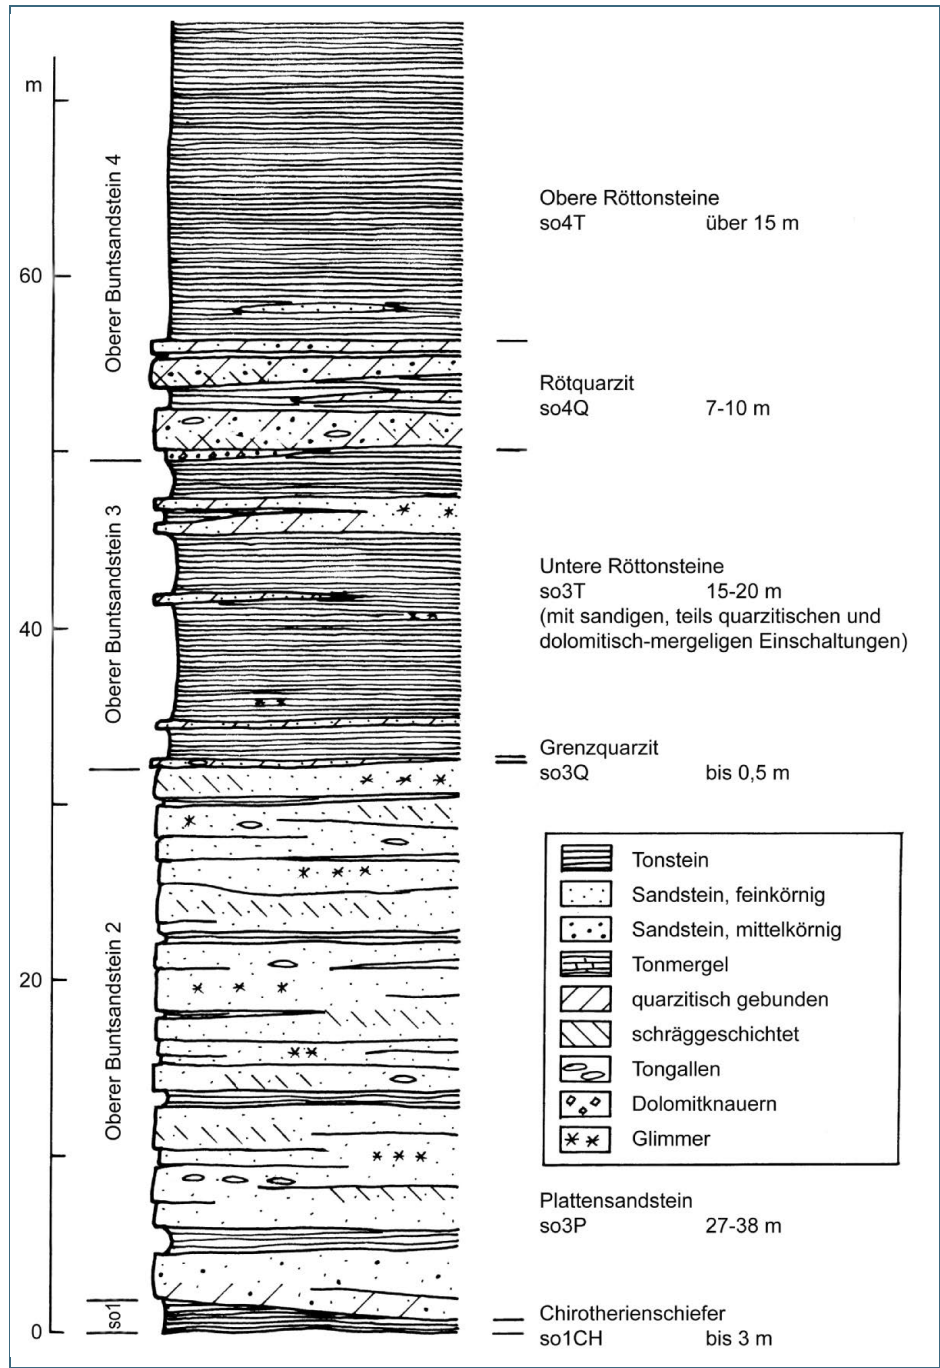 m
60
40
20
0
Oberer Buntsandstein 4
Oberer Buntsandstein 3
Oberer Buntsandstein 2
so1
Obere Röttonsteine
so4T über 15 m
Rötquarzit
so4Q 7-10 m
Untere Röttonsteine
so3T 15-20 m
(mit sandigen, teils quarzitischen und
dolomitisch-mergeligen Einschaltungen)
Grenzquarzit
so3Q bis 0,5 m
Tonstein
Sandstein, feinkörnig
Sandstein, mittelkörnig
Tonmergel
quarzitisch gebunden
schräggeschichtet
Tongallen
Dolomitknauern
Glimmer
Plattensandstein
so3P 27-38 m
Chirotherienschiefer
so1CH bis 3 m